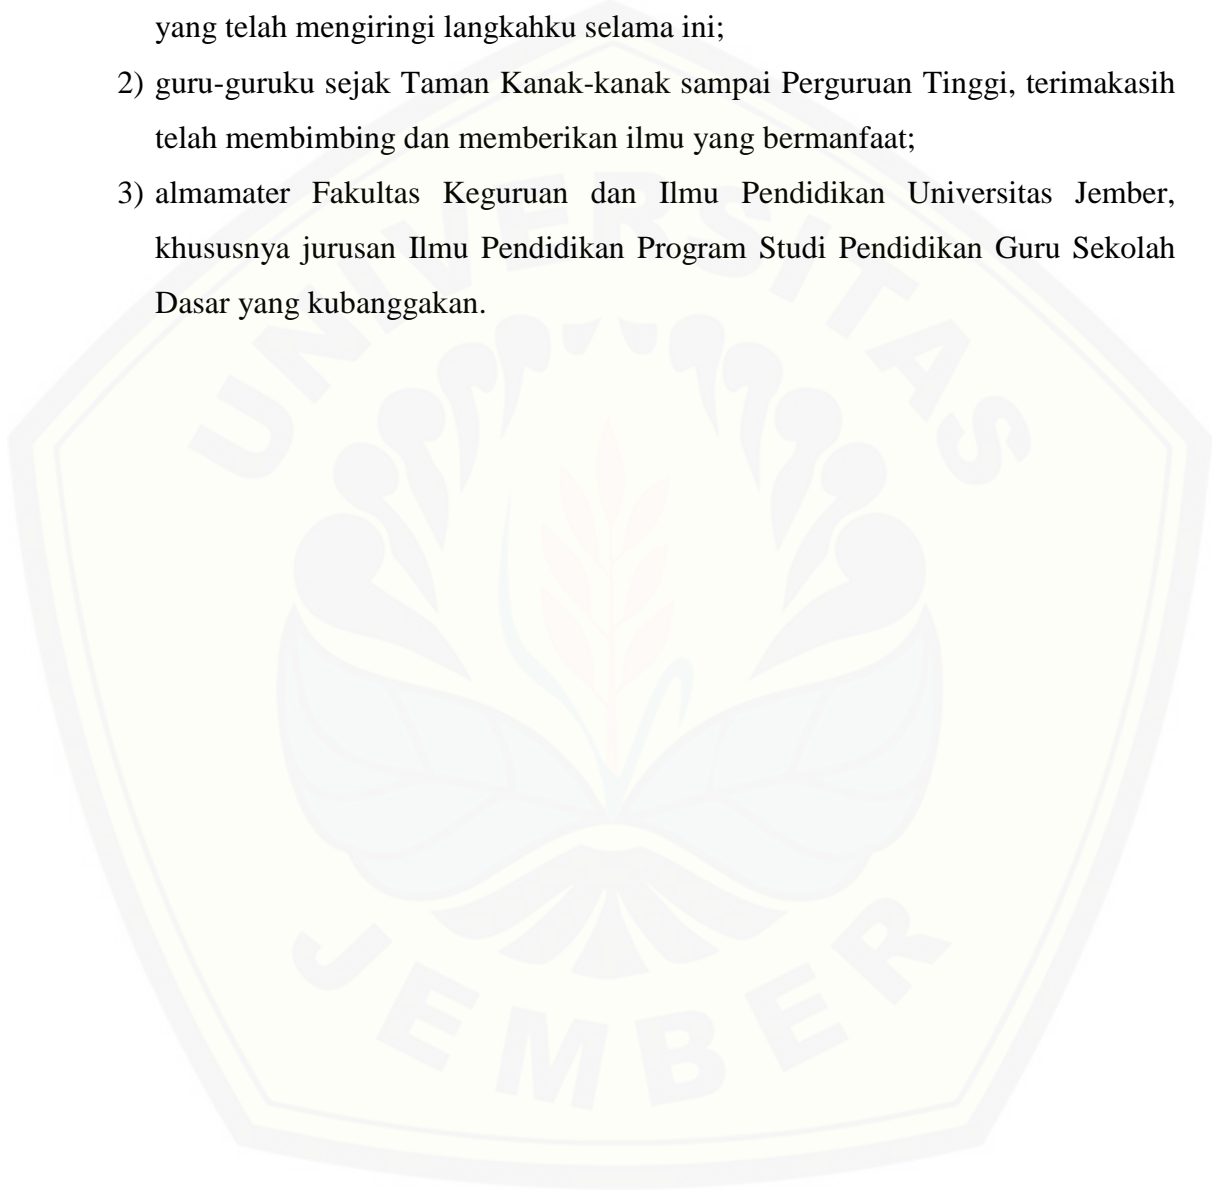 yang telah mengiringi langkahku selama ini;
2) guru-guruku sejak Taman Kanak-kanak sampai Perguruan Tinggi, terimakasih
telah membimbing dan memberikan ilmu yang bermanfaat;
3) almamater Fakultas Keguruan dan Ilmu Pendidikan Universitas Jember,
khususnya jurusan Ilmu Pendidikan Program Studi Pendidikan Guru Sekolah
Dasar yang kubanggakan.
UNIVERSITAS
JEMBER